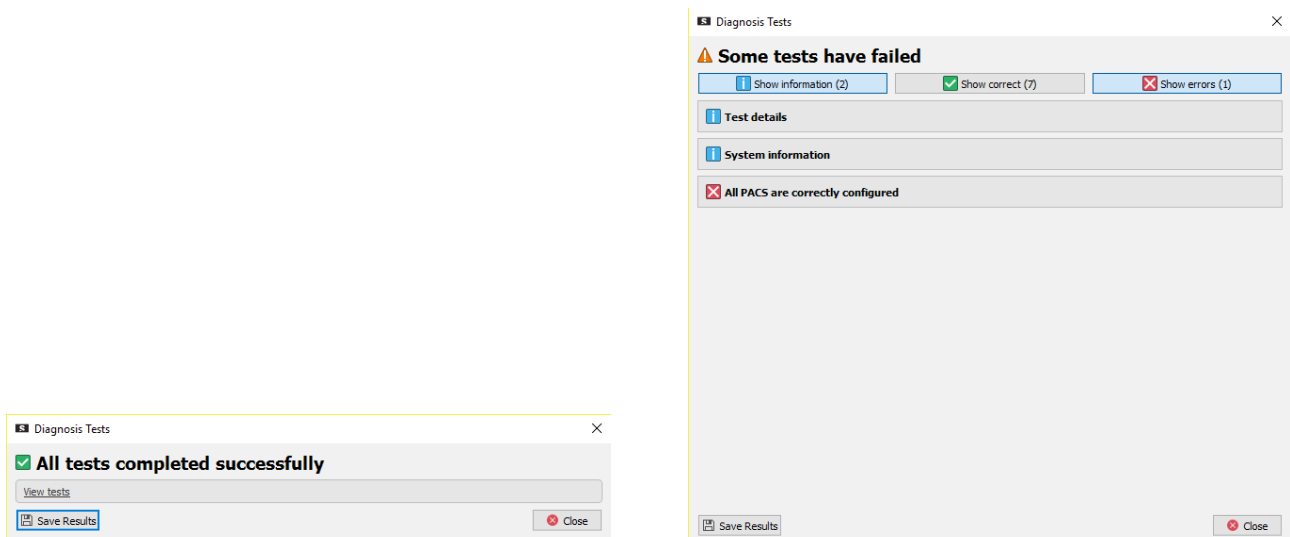 Diagnosis Tests
All tests completed successfully
View tests
Save Results
Close
S Diagnosis Tests
Some tests have failed
Show information (2)
Show correct (7)
Show errors (1)
Test details
System information
All PACS are correctly configured
Save Results
Close